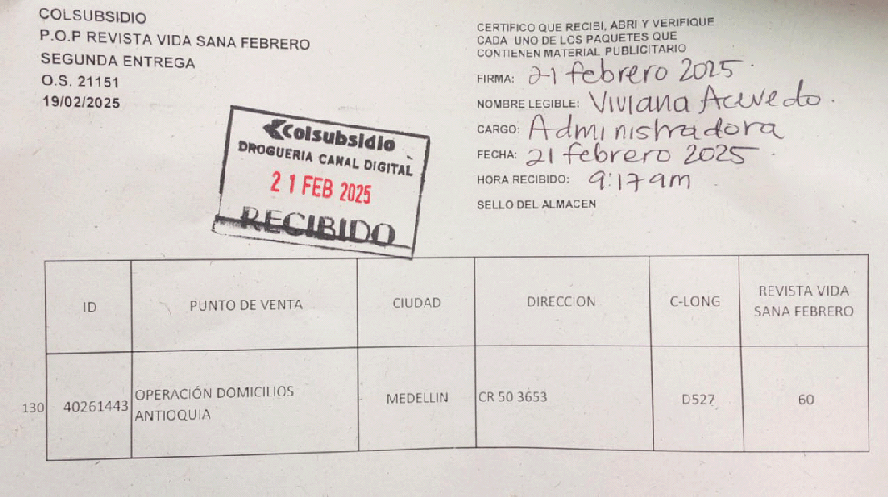 COLSUBSIDIO
P.O.P REVISTA VIDA SANA FEBRERO
SEGUNDA ENTREGA
O.S. 21151
19/02/2025
CERTIFICO QUE RECIBI, ABRI Y VERIFIQUE
CADA UNO DE LOS PAQUETES QUE
CONTIENEN MATERIAL PUBLICITARIO
FIRMA: 21 febrero 2025.
NOMBRE LEGIBLE: Viviana Acevedo.
CARGO: Administradora
FECHA: 21 febrero 2025.
HORA RECIBIDO: 9:17 am
SELLO DEL ALMACEN
Colsubsidio
DROGUERIA CANAL DIGITAL
21 FEB 2025
RECIBIDO
ID PUNTO DE VENTA CIUDAD DIRECCION C-LONG REVISTA VIDA
SANA FEBRERO
130 40261443 OPERACIÓN DOMICILIOS MEDELLIN CR 50 3653 D527 60
ANTIOQUIA